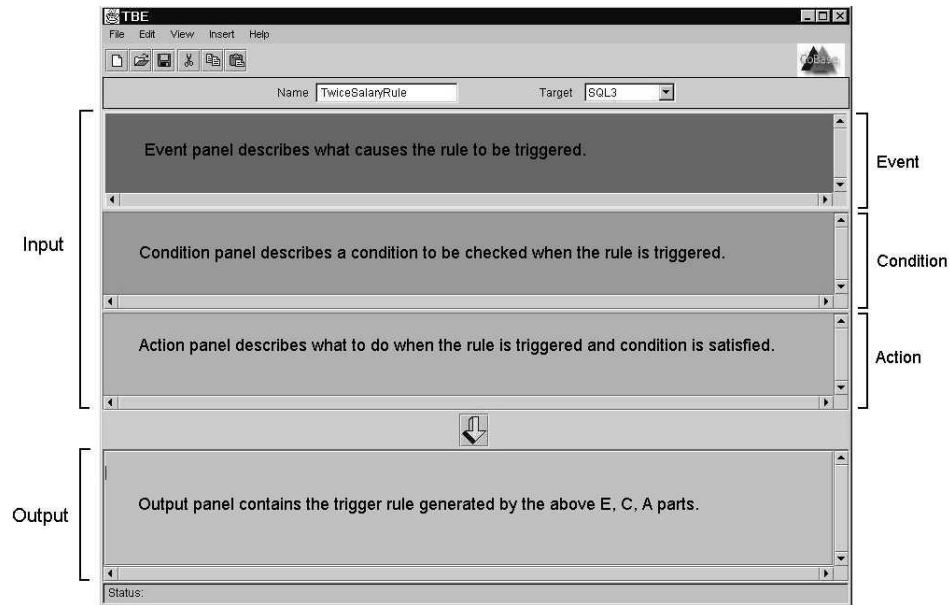 TBE
File Edit View Insert Help
CoBase
Name TwiceSalaryRule Target SQL3
Event panel describes what causes the rule to be triggered.
Event
Input
Condition panel describes a condition to be checked when the rule is triggered.
Condition
Action panel describes what to do when the rule is triggered and condition is satisfied.
Action
Output panel contains the trigger rule generated by the above E, C, A parts.
Output
Status: